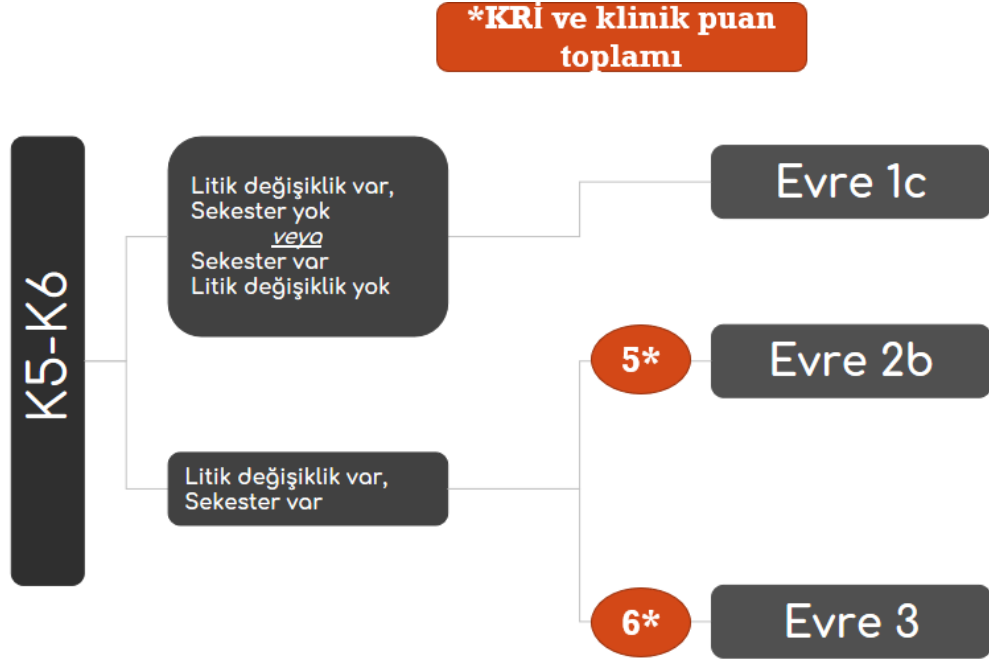 *KRİ ve klinik puan
toplamı
K5-K6
Litik değişiklik var,
Sekester yok
veya
Sekester var
Litik değişiklik yok
Evre 1c
5*
Evre 2b
Litik değişiklik var,
Sekester var
6*
Evre 3